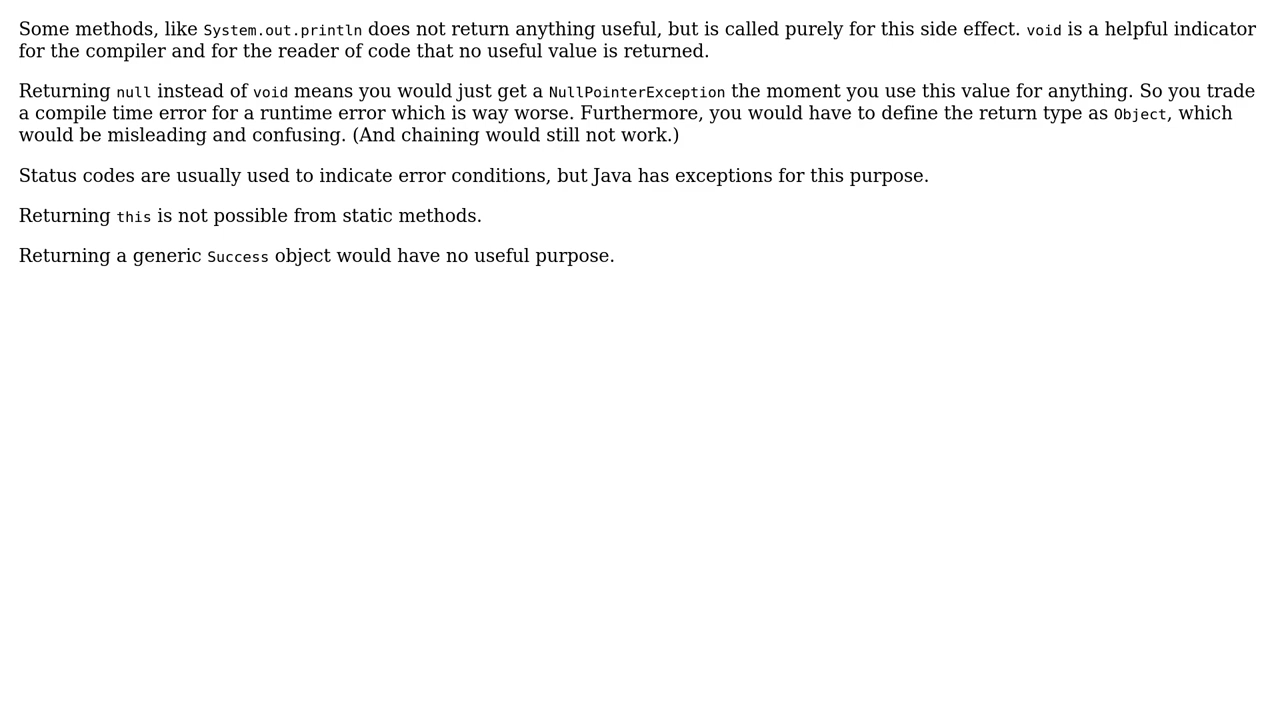 Some methods, like System.out.println does not return anything useful, but is called purely for this side effect. void is a helpful indicator
for the compiler and for the reader of code that no useful value is returned.
Returning null instead of void means you would just get a NullPointerException the moment you use this value for anything. So you trade
a compile time error for a runtime error which is way worse. Furthermore, you would have to define the return type as Object, which
would be misleading and confusing. (And chaining would still not work.)
Status codes are usually used to indicate error conditions, but Java has exceptions for this purpose.
Returning this is not possible from static methods.
Returning a generic Success object would have no useful purpose.